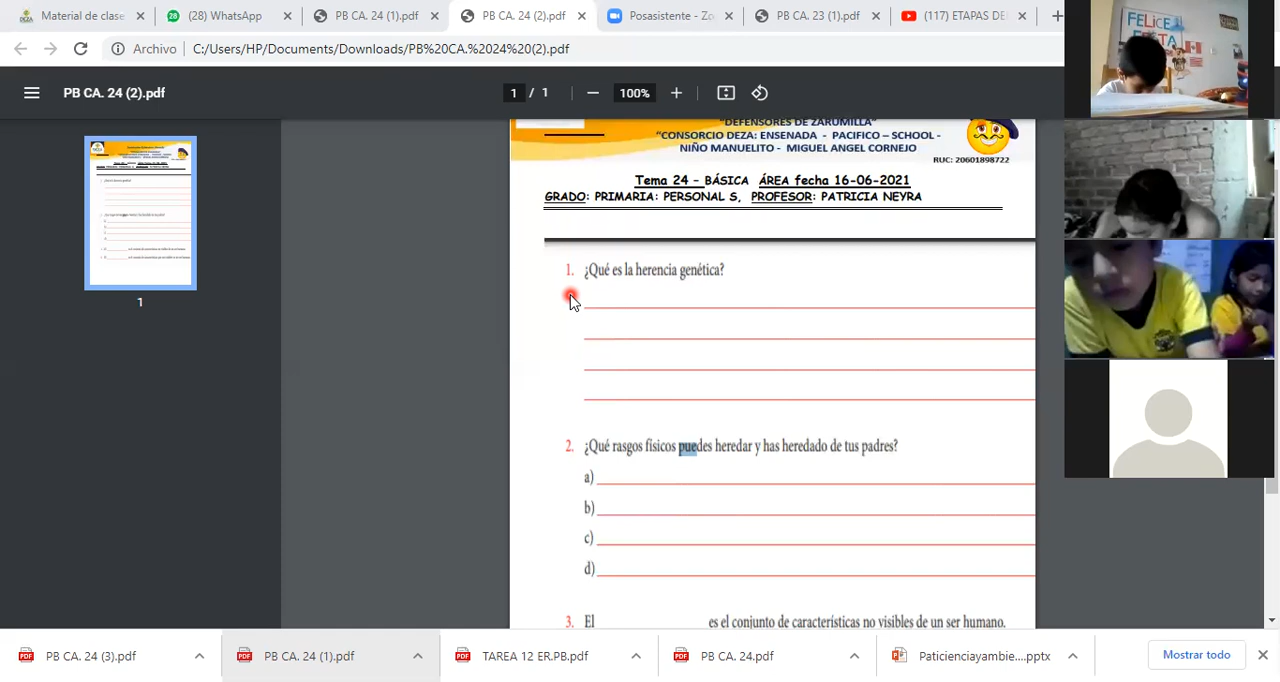 Material de clase
(28) WhatsApp
PB CA. 24 (1).pdf
PB CA. 24 (2).pdf
Posasistente - Zo
PB CA. 23 (1).pdf
(117) ETAPAS DE
Archivo
C:/Users/HP/Documents/Downloads/PB%20CA.%2024%20(2).pdf
PB CA. 24 (2).pdf
1 / 1
100%
1
"DEFENSORES DE ZARUMILLA"
"CONSORCIO DEZA: ENSENADA - PACIFICO – SCHOOL -
NIÑO MANUELITO - MIGUEL ANGEL CORNEJO
RUC: 20601898722
Tema 24 – BÁSICA ÁREA fecha 16-06-2021
GRADO: PRIMARIA: PERSONAL S, PROFESOR: PATRICIA NEYRA
1. ¿Qué es la herencia genética?
2. ¿Qué rasgos físicos puedes heredar y has heredado de tus padres?
a)
b)
c)
d)
3. El ____________ es el conjunto de características no visibles de un ser humano.
FELiCE
PB CA. 24 (3).pdf
PB CA. 24 (1).pdf
TAREA 12 ER.PB.pdf
PB CA. 24.pdf
Paticienciayambie....pptx
Mostrar todo